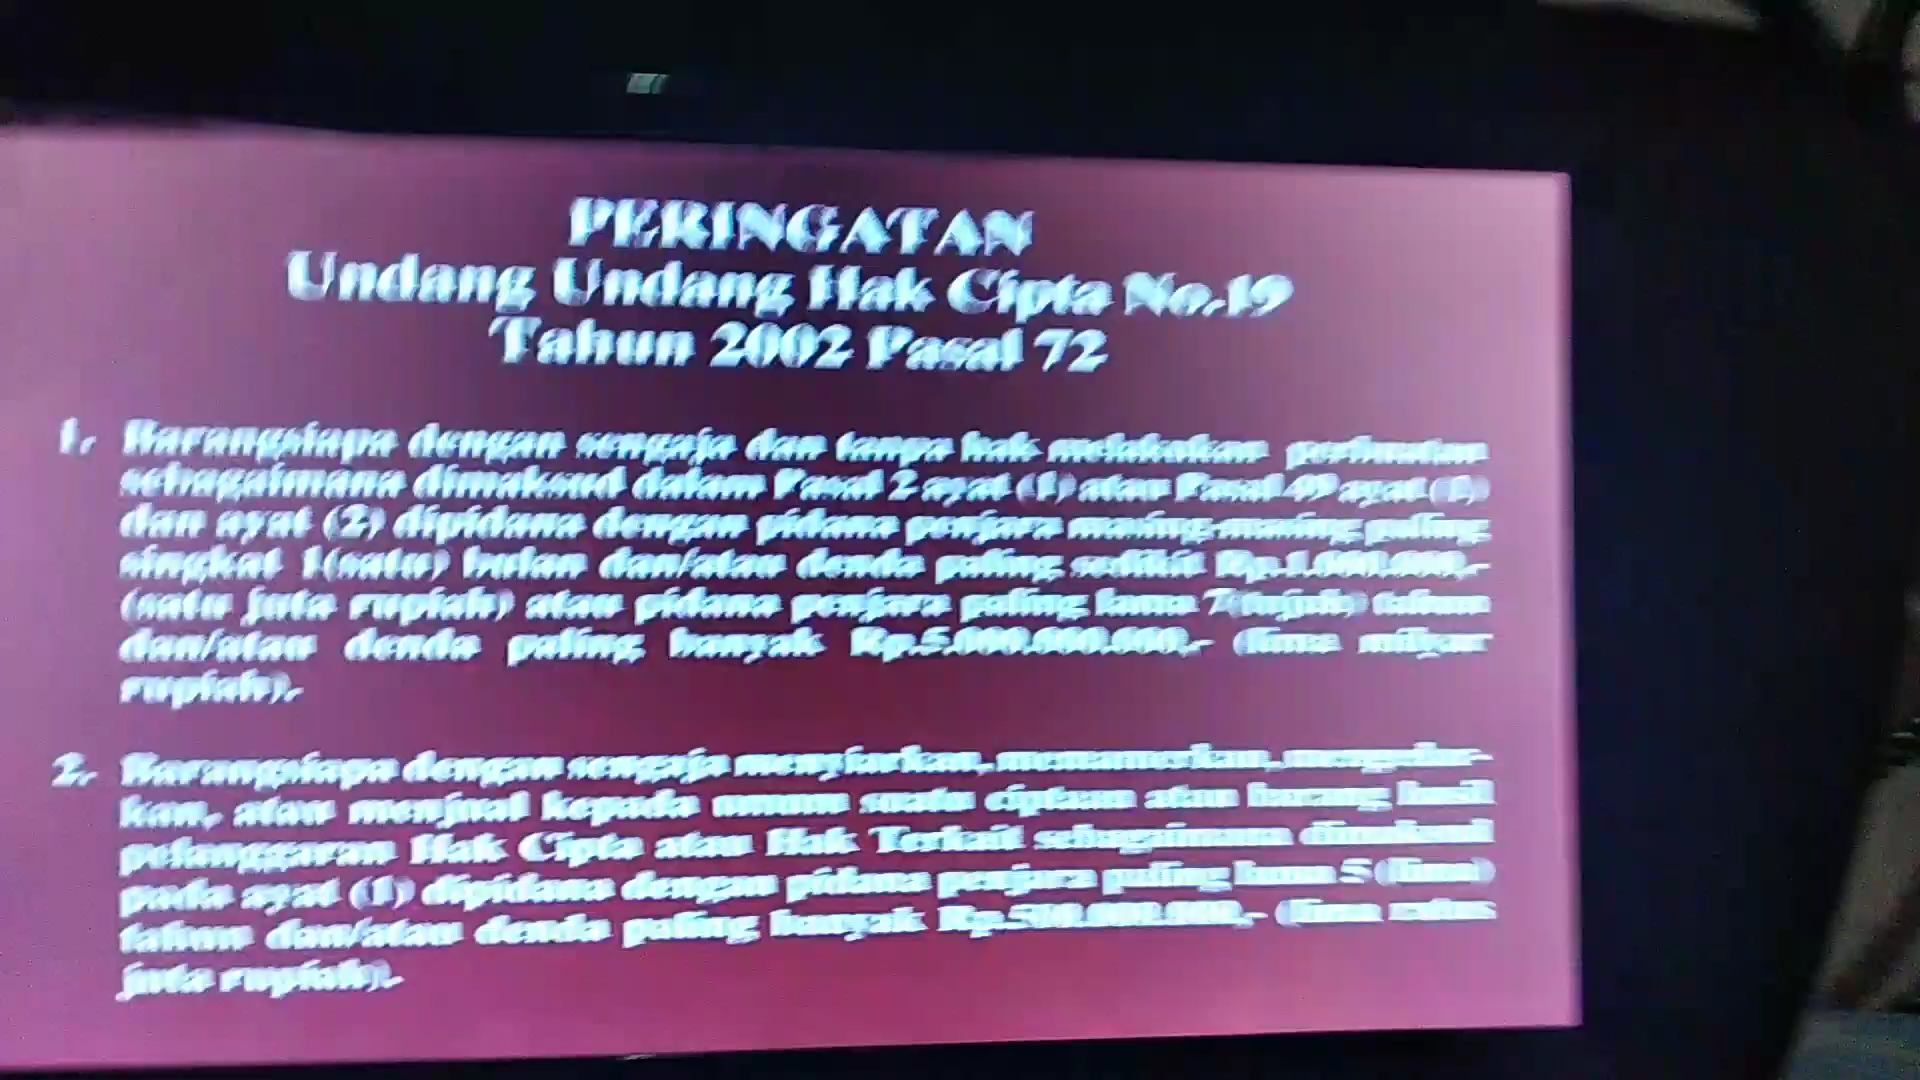 PERINGATAN
Undang Undang Hak Cipta No.19
Tahun 2002 Pasal 72
1. Barangsiapa dengan sengaja dan tanpa hak melakukan perbuatan
sebagaimana dimaksud dalam Pasal 2 ayat (1) atau Pasal 49 ayat (1)
dan ayat (2) dipidana dengan pidana penjara masing-masing paling
singkat 1(satu) bulan dan/atau denda paling sedikit Rp.1.000.000,-
(satu juta rupiah) atau pidana penjara paling lama 7(tujuh) tahun
dan/atau denda paling banyak Rp.5.000.000.000,- (lima milyar
rupiah).
2. Barangsiapa dengan sengaja menyiarkan, memamerkan, mengedar-
kan, atau menjual kepada umum suatu ciptaan atau barang hasil
pelanggaran Hak Cipta atau Hak Terkait sebagaimana dimaksud
pada ayat (1) dipidana dengan pidana penjara paling lama 5 (lima)
tahun dan/atau denda paling banyak Rp.500.000.000,- (lima ratus
juta rupiah).